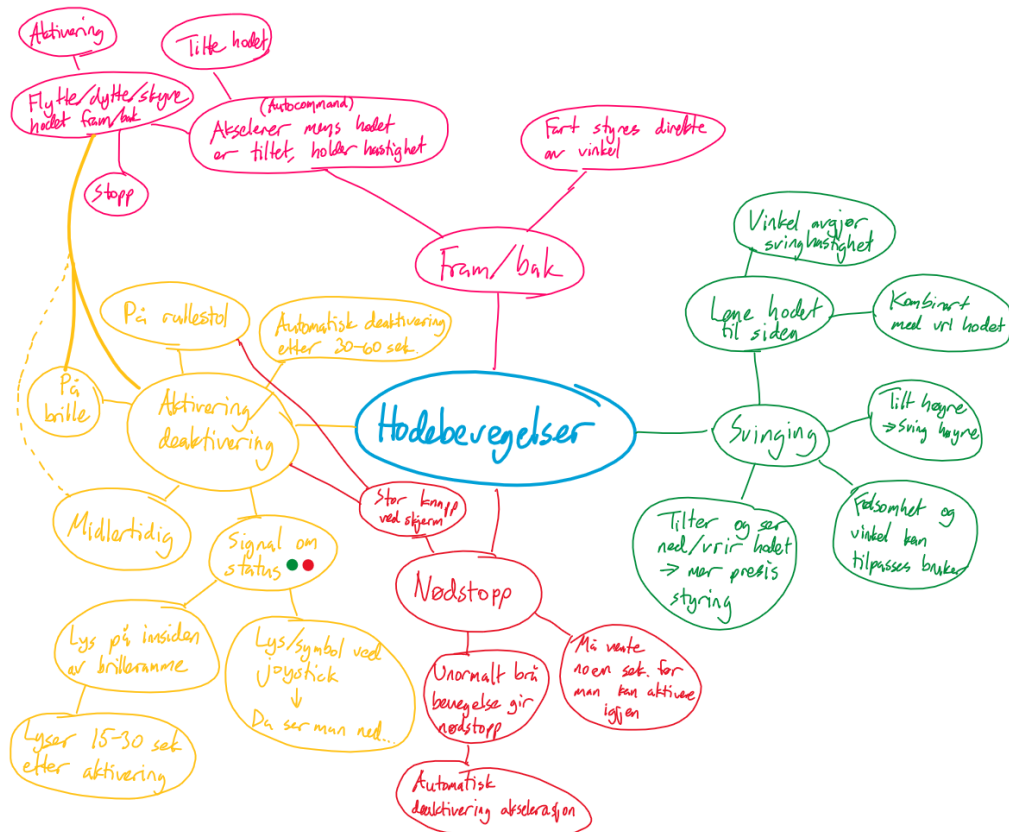 Aktivering
Flytte/dytte/skyve
hodet fram/bak
Stopp
Tilte hodet
(Autocommand)
Akselerer mens hodet
er tiltet, holder hastighet
Fart styres direkte
av vinkel
Fram/bak
Vinkel avgjør
svinghastighet
Lene hodet
til siden
Kombinert
med vri hodet
Svinging
Tilt høyre
→ Sving høyre
Følsomhet og
vinkel kan
tilpasses bruker
Tilter og ser
ned/vrir hodet
→ mer presis
styring
Hodebevegelser
På rullestol
Automatisk deaktivering
etter 30-60 sek.
På
brille
Aktivering/
deaktivering
Midlertidig
Signal om
status
Lys på innsiden
av brilleramme
Lyser 15-30 sek
etter aktivering
Lys/symbol ved
joystick
↓
Da ser man ned...
Stor knapp
ved skjerm
Nødstopp
Unormalt brå
bevegelse gir
nødstopp
Automatisk
deaktivering akselerasjon
Må vente
noen sek. før
man kan aktivere
igjen